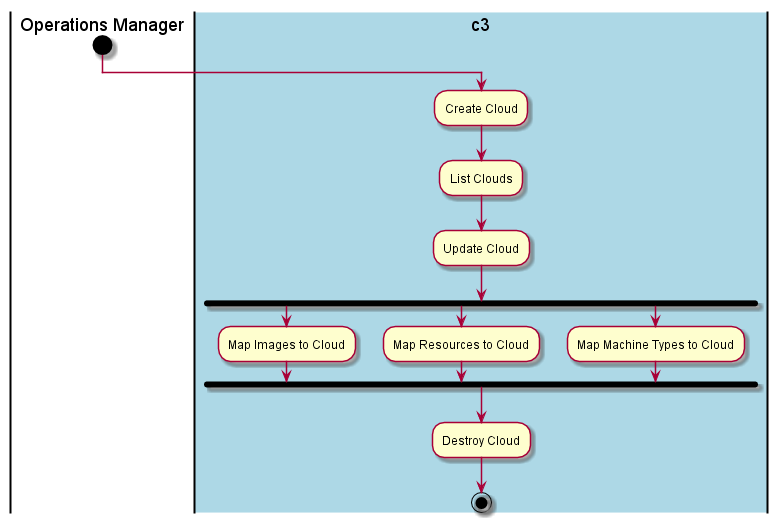 Operations Manager
c3
Create Cloud
List Clouds
Update Cloud
Map Images to Cloud
Map Resources to Cloud
Map Machine Types to Cloud
Destroy Cloud